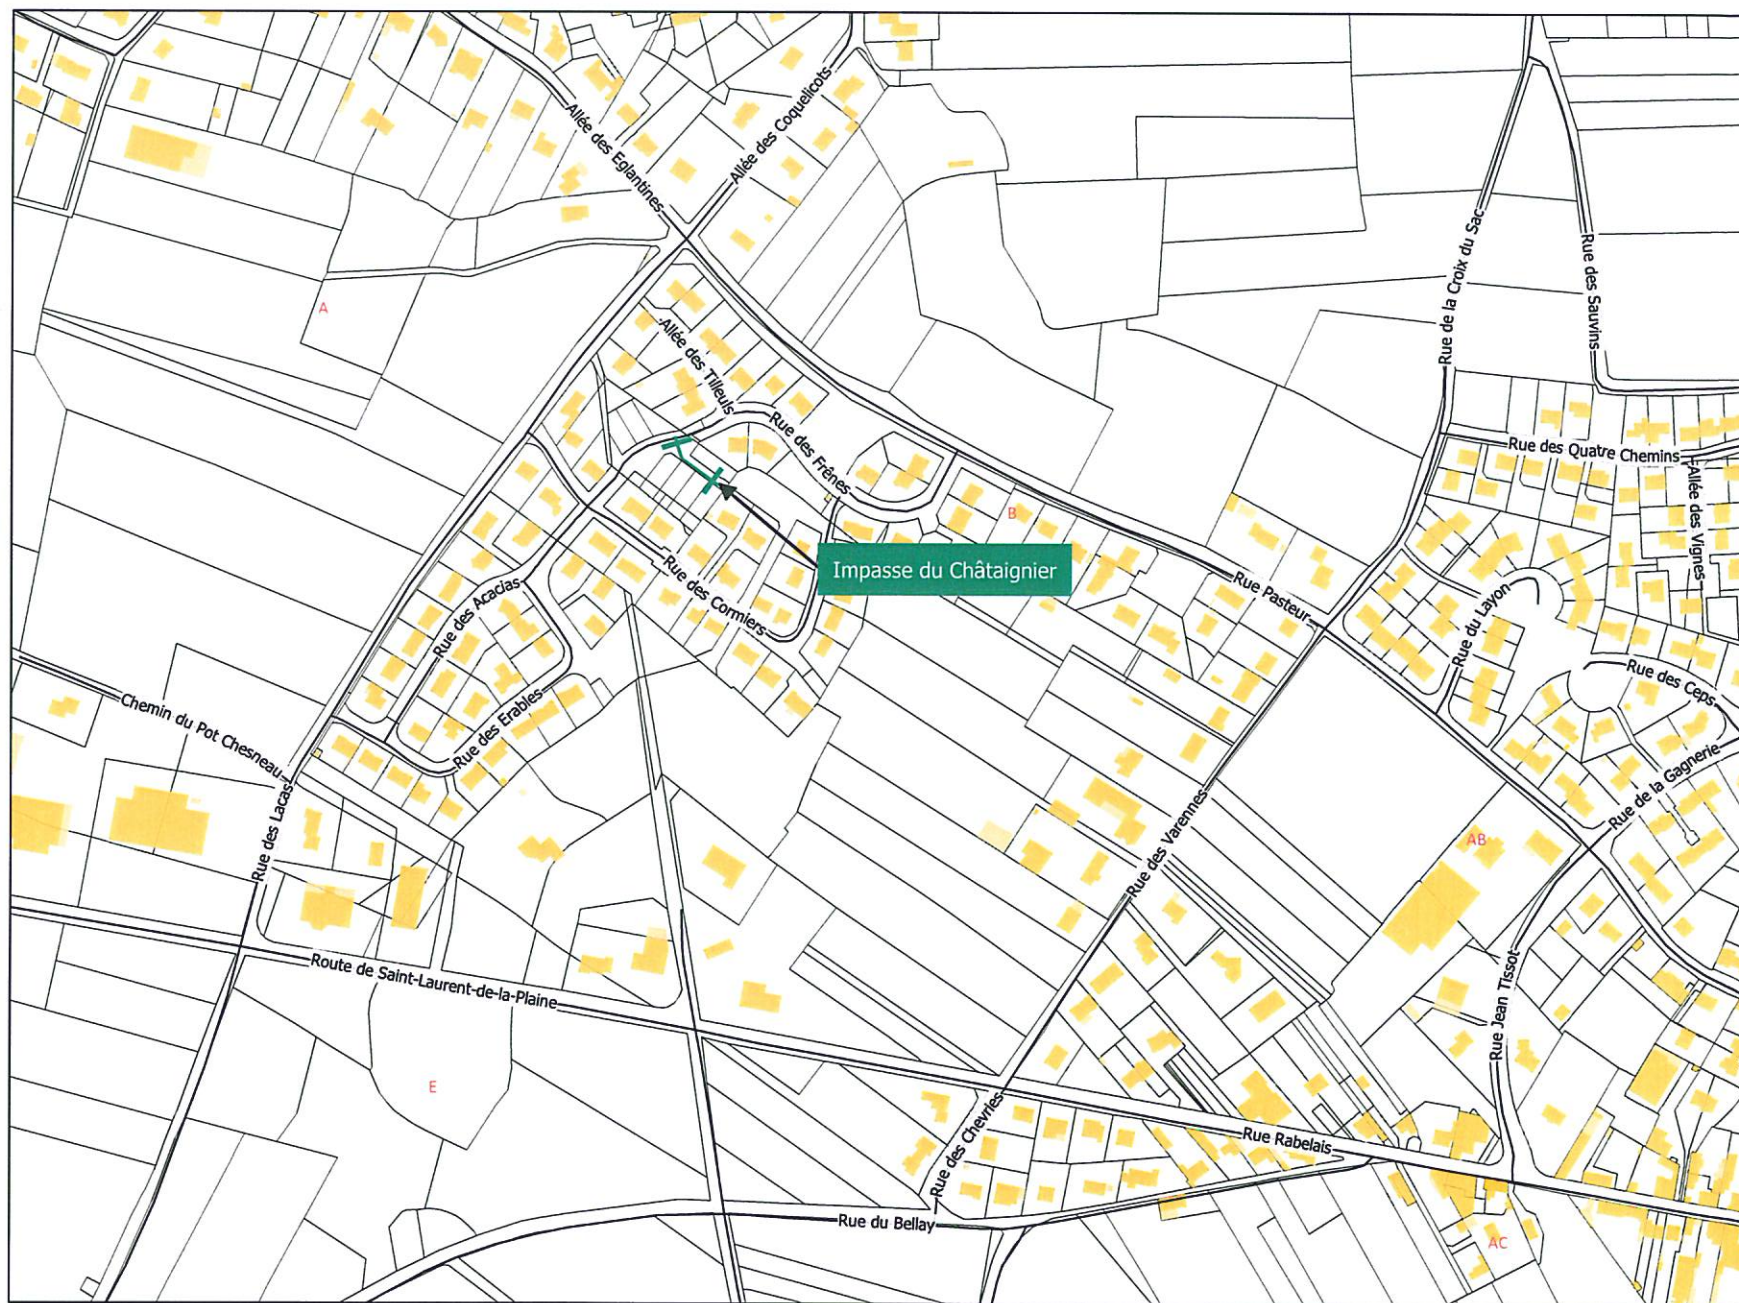 Allée des Eglantines
Allée des Coquelicots
Rue de la Croix du Sac
Rue des Sauvins
A
Allée des Tilleuls
Rue des Frênes
Rue des Quatre Chemins
Allée des Vignes
B
Impasse du Châtaignier
Rue Pasteur
Rue du Layon
Rue des Cormiers
Rue des Acacias
Rue des Erables
Rue des Ceps
Chemin du Pot Chesneau
Rue de la Gagnerie
Rue des Lacas
Rue des Varennes
AB
Route de Saint-Laurent-de-la-Plaine
Rue Jean Tissot
E
Rue des Chevries
Rue Rabelais
Rue du Bellay
AC